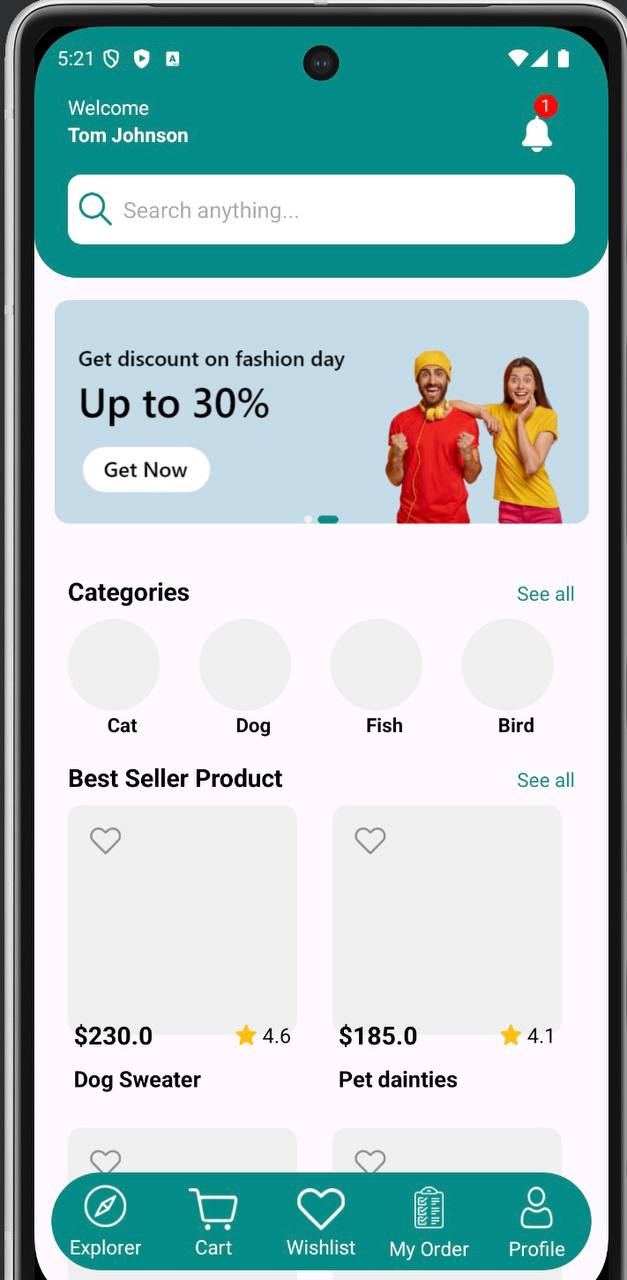 5:21
Welcome
1
Tom Johnson
Search anything...
Get discount on fashion day
Up to 30%
Get Now
Categories See all
Cat Dog Fish Bird
Best Seller Product See all
$230.0 4.6 $185.0 4.1
Dog Sweater Pet dainties
Explorer Cart Wishlist My Order Profile